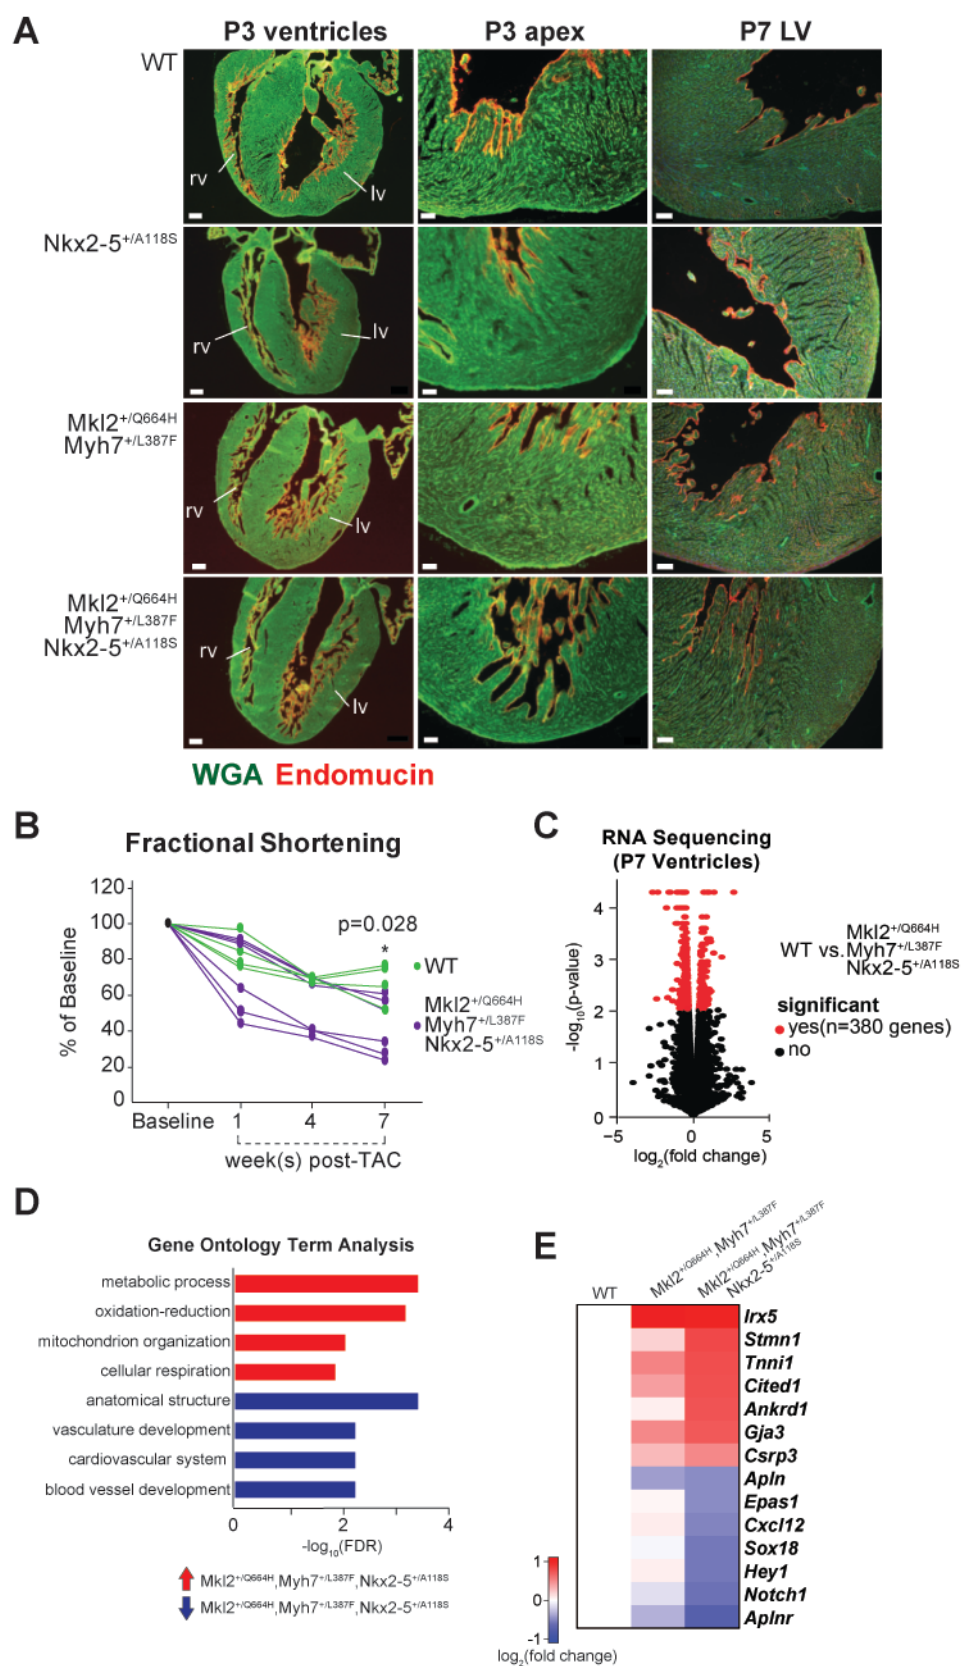 A
P3 ventricles P3 apex P7 LV
WT
rv lv
Nkx2-5+/A118S
rv lv
Mkl2+/Q664H
Myh7+/L387F
rv lv
Mkl2+/Q664H
Myh7+/L387F
Nkx2-5+/A118S
rv lv
WGA Endomucin
B
Fractional Shortening
% of Baseline
120
100
80
60
40
20
0
p=0.028
*
WT
Mkl2+/Q664H
Myh7+/L387F
Nkx2-5+/A118S
Baseline 1 4 7
week(s) post-TAC
C
RNA Sequencing
(P7 Ventricles)
-log10(p-value)
4
3
2
1
0
-5 0 5
log2(fold change)
Mkl2+/Q664H
WT vs. Myh7+/L387F
Nkx2-5+/A118S
significant
yes(n=380 genes)
no
D
Gene Ontology Term Analysis
metabolic process
oxidation-reduction
mitochondrion organization
cellular respiration
anatomical structure
vasculature development
cardiovascular system
blood vessel development
0 2 4
-log10(FDR)
Mkl2+/Q664H,Myh7+/L387F,Nkx2-5+/A118S
Mkl2+/Q664H,Myh7+/L387F,Nkx2-5+/A118S
E
WT
Mkl2+/Q664H,Myh7+/L387F
Mkl2+/Q664H,Myh7+/L387F
Nkx2-5+/A118S
Irx5
Stmn1
Tnni1
Cited1
Ankrd1
Gja3
Csrp3
Apln
Epas1
Cxcl12
Sox18
Hey1
Notch1
Aplnr
1
0
-1
log2(fold change)